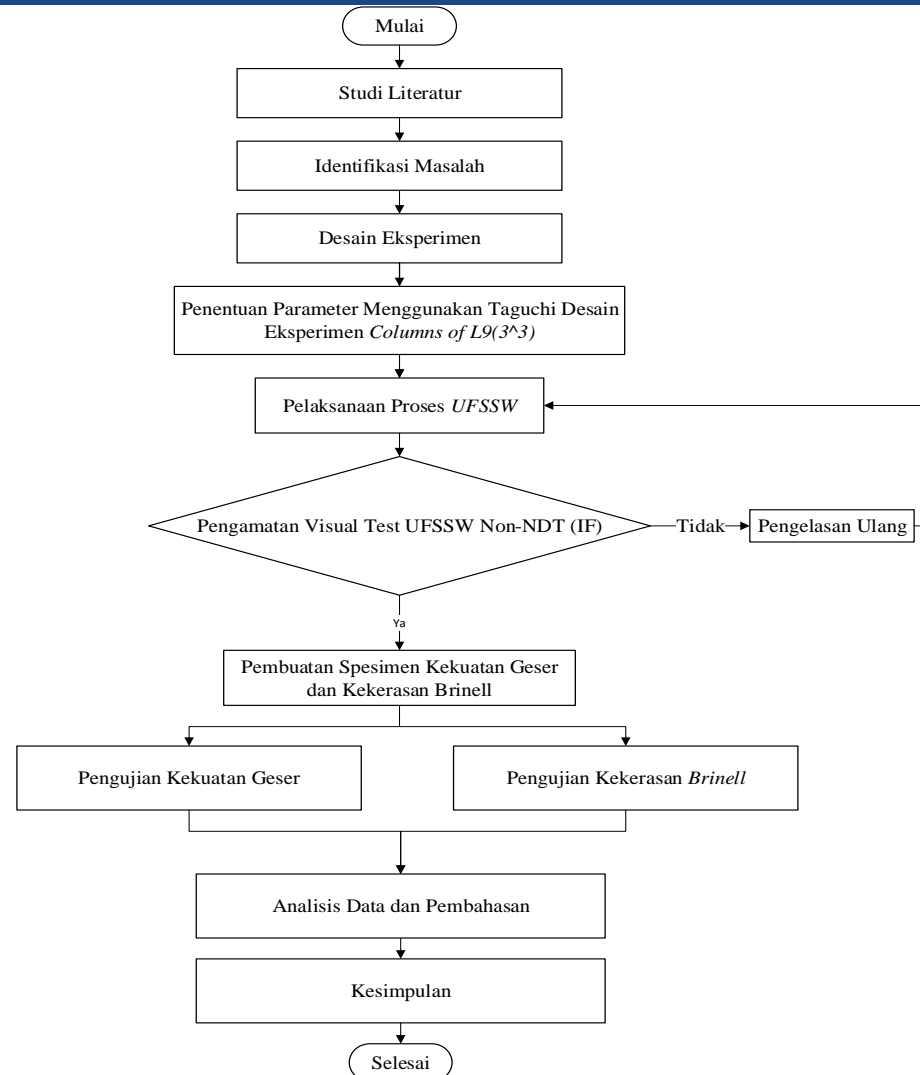 Mulai
Studi Literatur
Identifikasi Masalah
Desain Eksperimen
Penentuan Parameter Menggunakan Taguchi Desain
Eksperimen Columns of L9(3^3)
Pelaksanaan Proses UFSSW
Pengamatan Visual Test UFSSW Non-NDT (IF)
Tidak
Pengelasan Ulang
Ya
Pembuatan Spesimen Kekuatan Geser
dan Kekerasan Brinell
Pengujian Kekuatan Geser
Pengujian Kekerasan Brinell
Analisis Data dan Pembahasan
Kesimpulan
Selesai